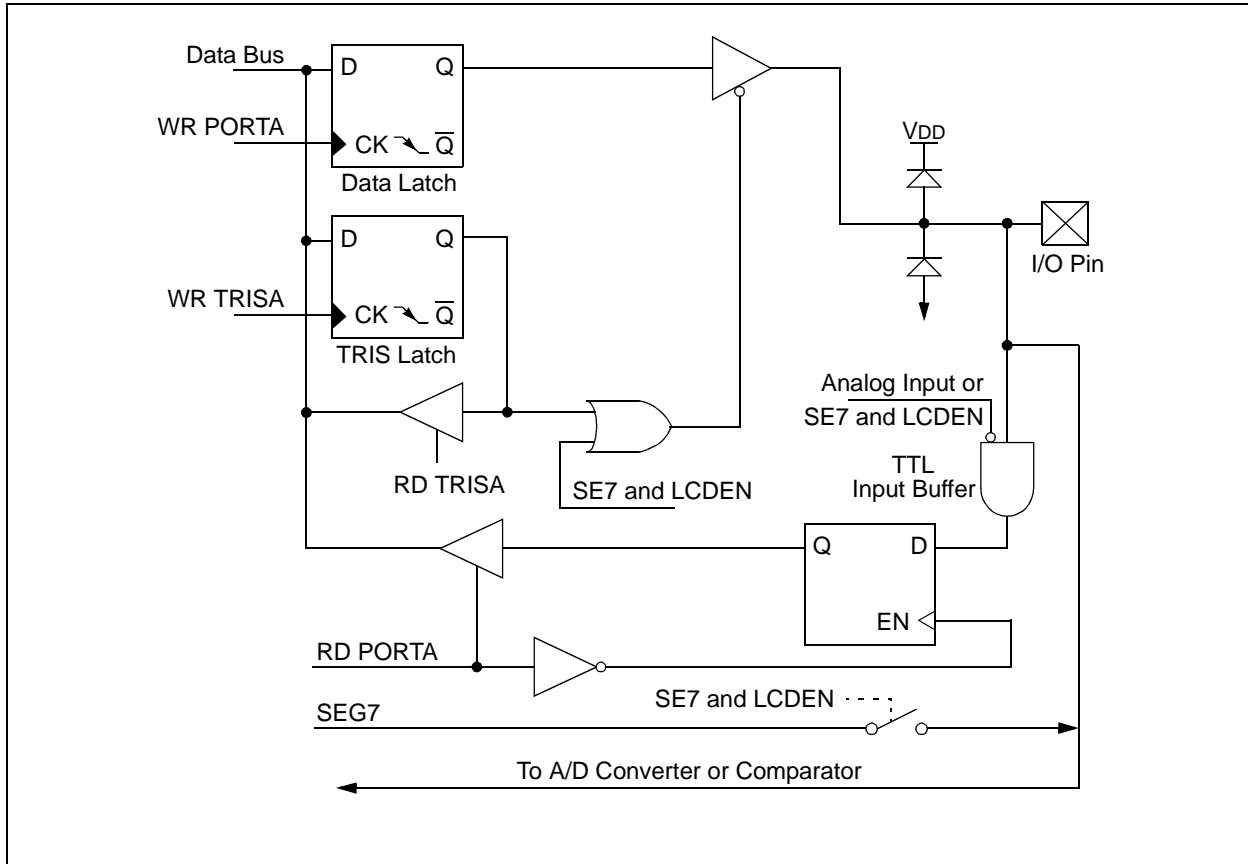 Data Bus
D Q
WR PORTA
CK Q̅
Data Latch
VDD
D Q
I/O Pin
WR TRISA
CK Q̅
TRIS Latch
Analog Input or
SE7 and LCDEN
TTL
Input Buffer
RD TRISA
SE7 and LCDEN
Q D
EN
RD PORTA
SE7 and LCDEN
SEG7
To A/D Converter or Comparator